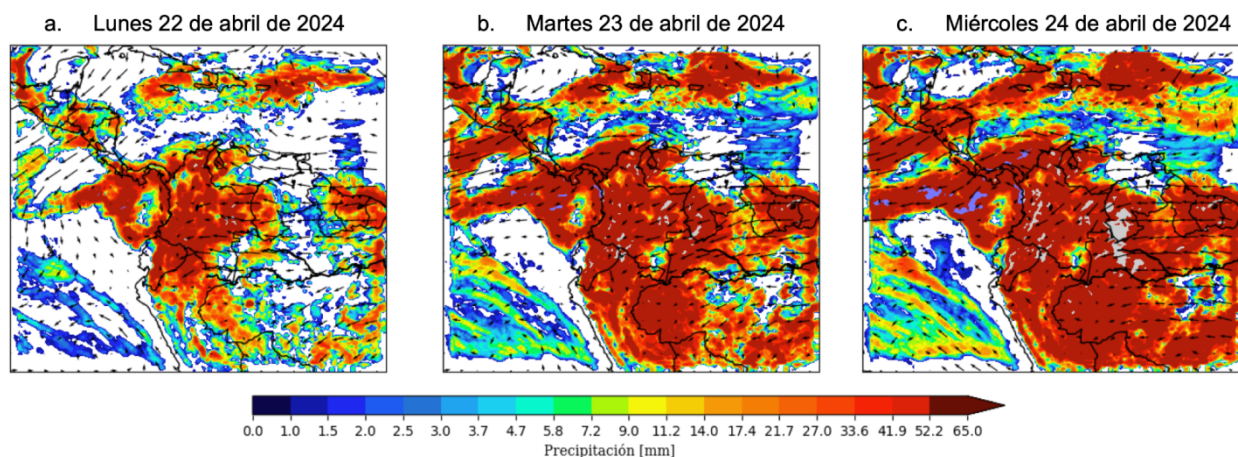 a. Lunes 22 de abril de 2024
b. Martes 23 de abril de 2024
c. Miércoles 24 de abril de 2024
0.0 1.0 1.5 2.0 2.5 3.0 3.7 4.7 5.8 7.2 9.0 11.2 14.0 17.4 21.7 27.0 33.6 41.9 52.2 65.0
Precipitación [mm]